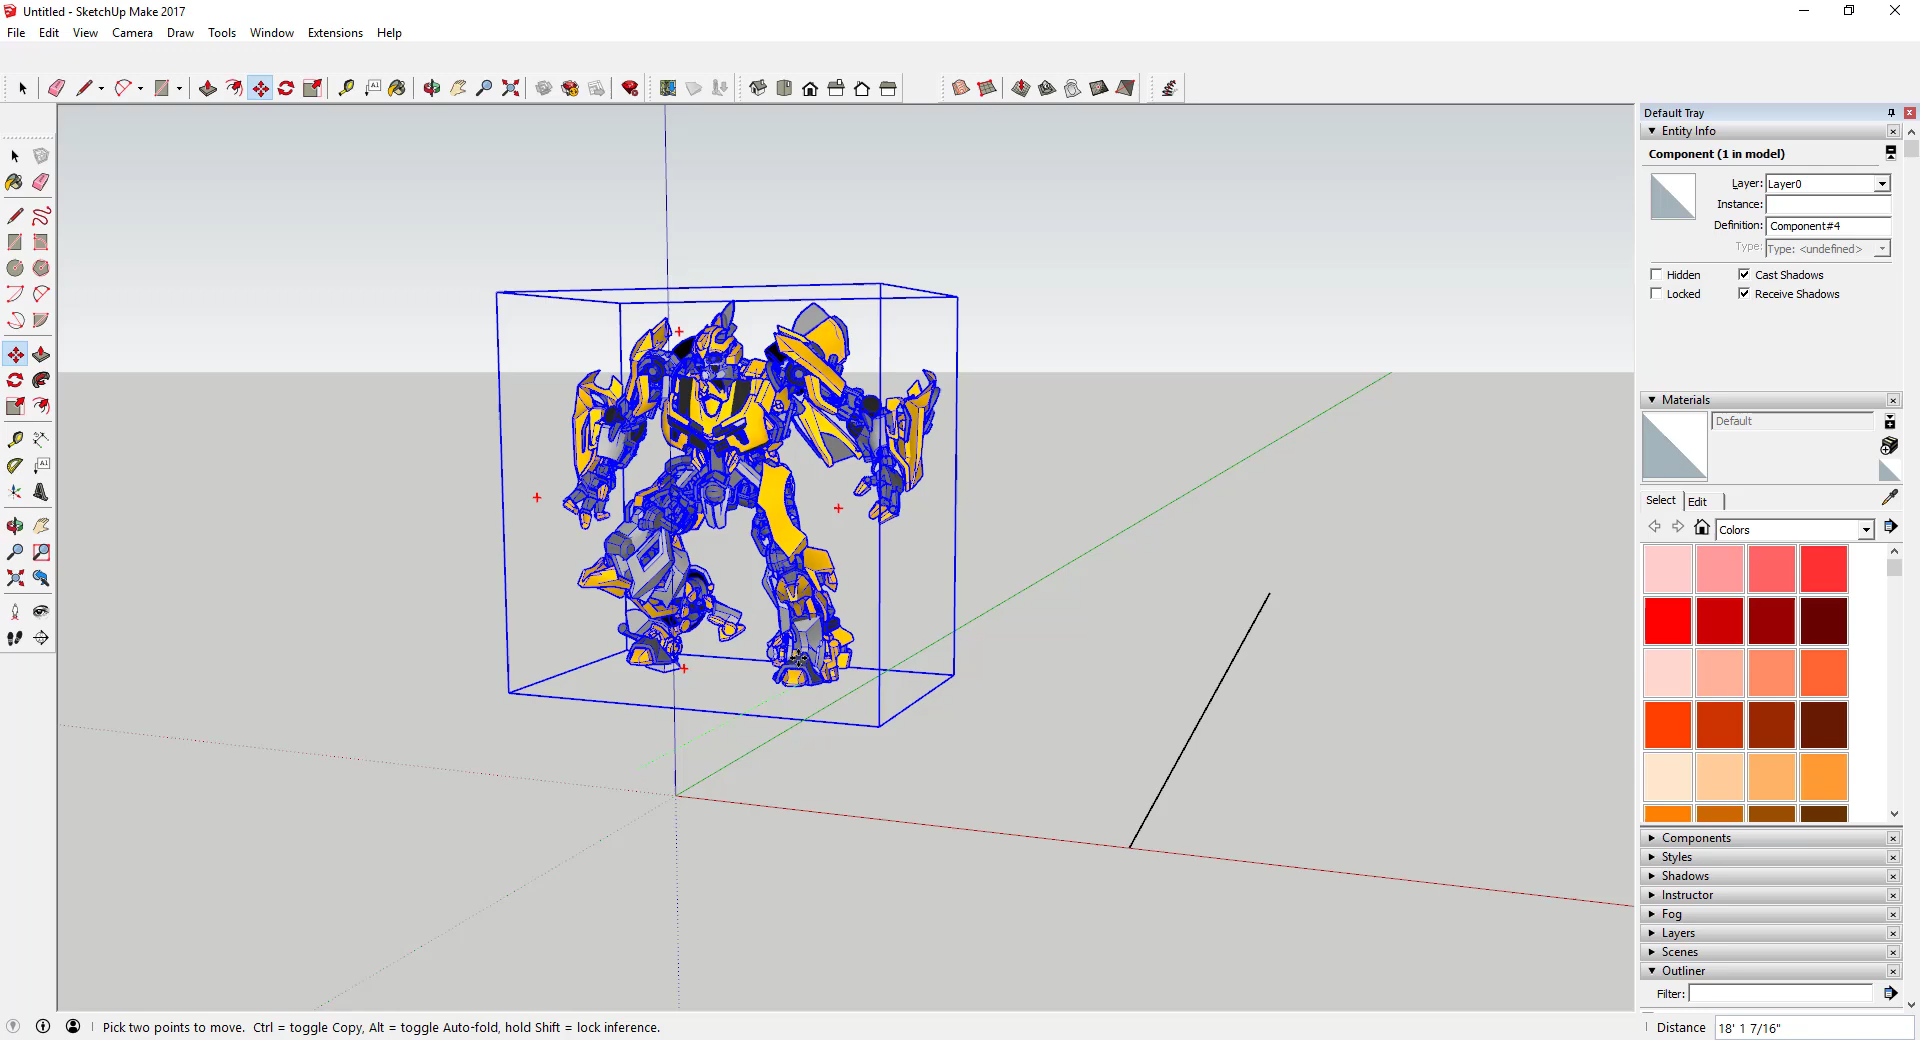 Untitled - SketchUp Make 2017
File Edit View Camera Draw Tools Window Extensions Help
Default Tray
Entity Info
Component (1 in model)
Layer: Layer0
Instance:
Definition: Component#4
Type: Type: <undefined>
Hidden Cast Shadows
Locked Receive Shadows
Materials
Default
Select Edit
Colors
Components
Styles
Shadows
Instructor
Fog
Layers
Scenes
Outliner
Filter:
Pick two points to move. Ctrl = toggle Copy, Alt = toggle Auto-fold, hold Shift = lock inference.
Distance 18' 1 7/16"